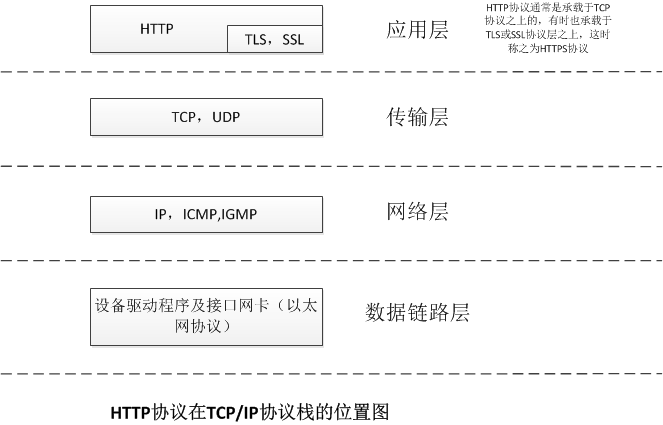 HTTP
TLS，SSL
应用层
HTTP协议通常是承载于TCP
协议之上的，有时也承载于
TLS或SSL协议层之上，这时
称之为HTTPS协议
TCP，UDP
传输层
IP，ICMP,IGMP
网络层
设备驱动程序及接口网卡（以太
网协议）
数据链路层
HTTP协议在TCP/IP协议栈的位置图